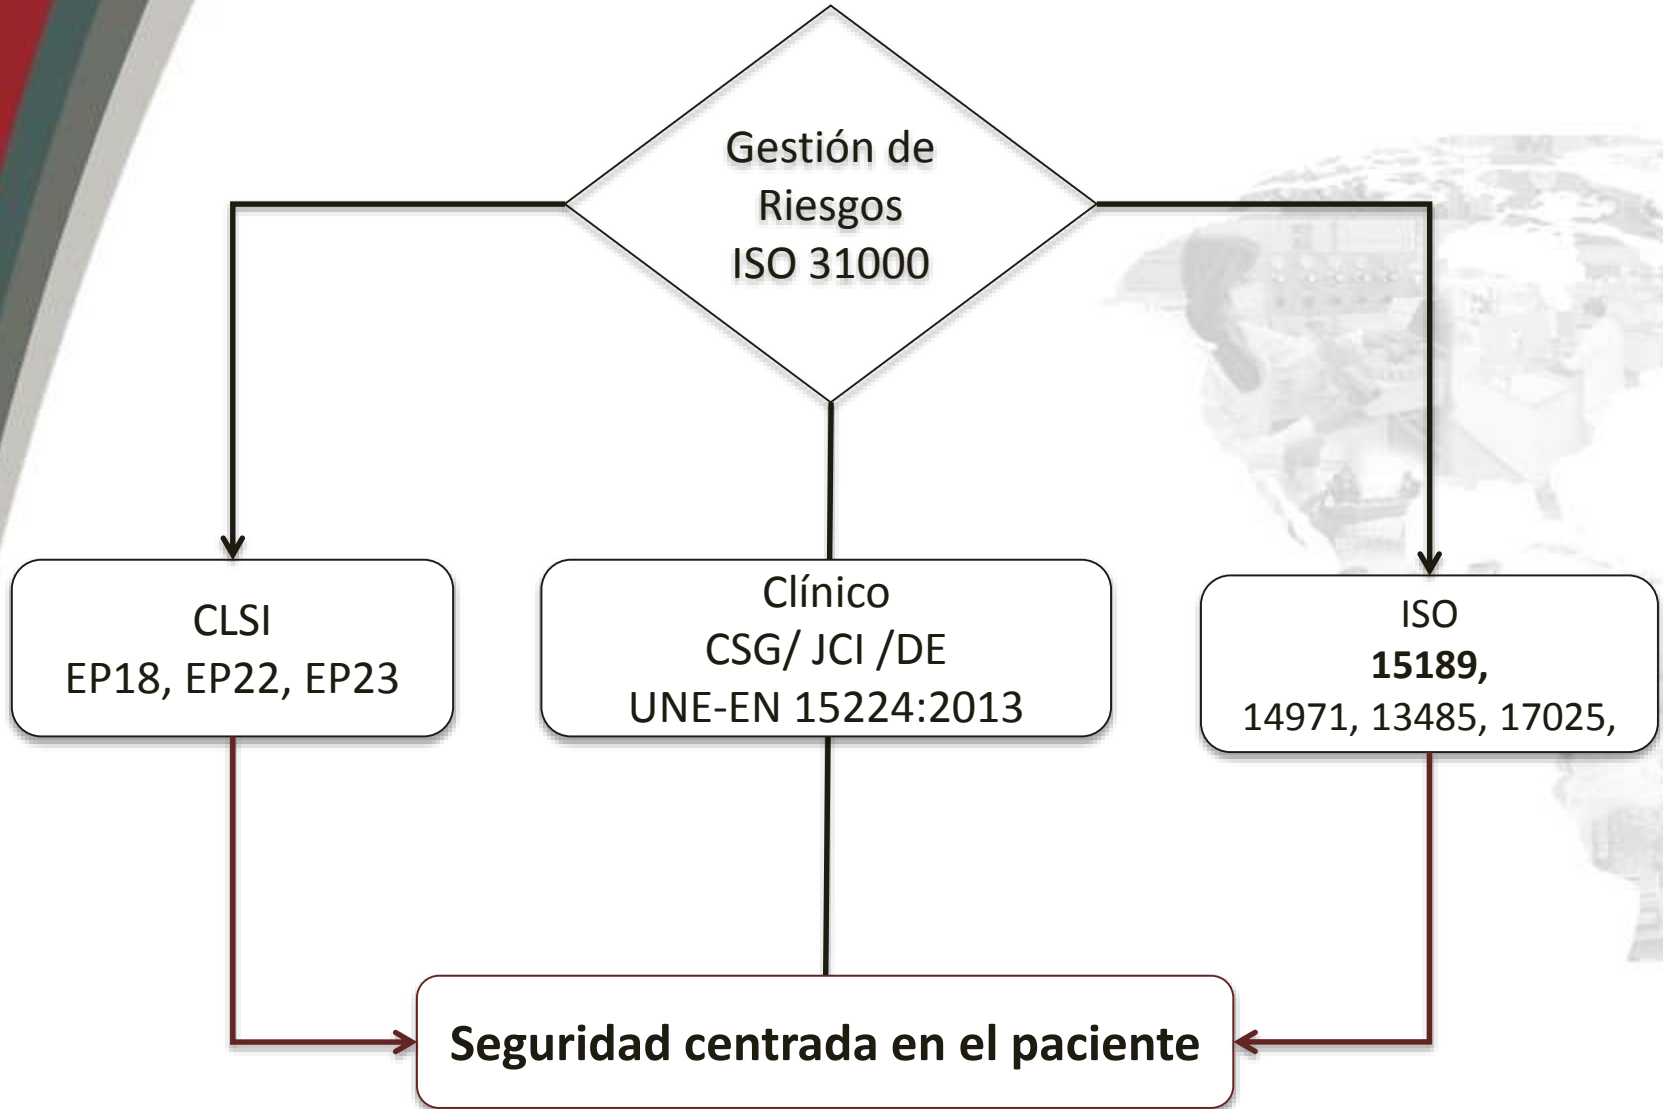 Gestión de
Riesgos
ISO 31000
CLSI
EP18, EP22, EP23
Clínico
CSG/ JCI /DE
UNE-EN 15224:2013
ISO
15189,
14971, 13485, 17025,
Seguridad centrada en el paciente